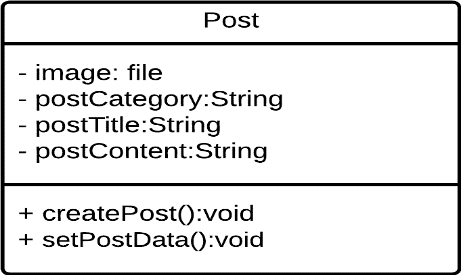 Post
- image: file
- postCategory:String
- postTitle:String
- postContent:String
+ createPost():void
+ setPostData():void